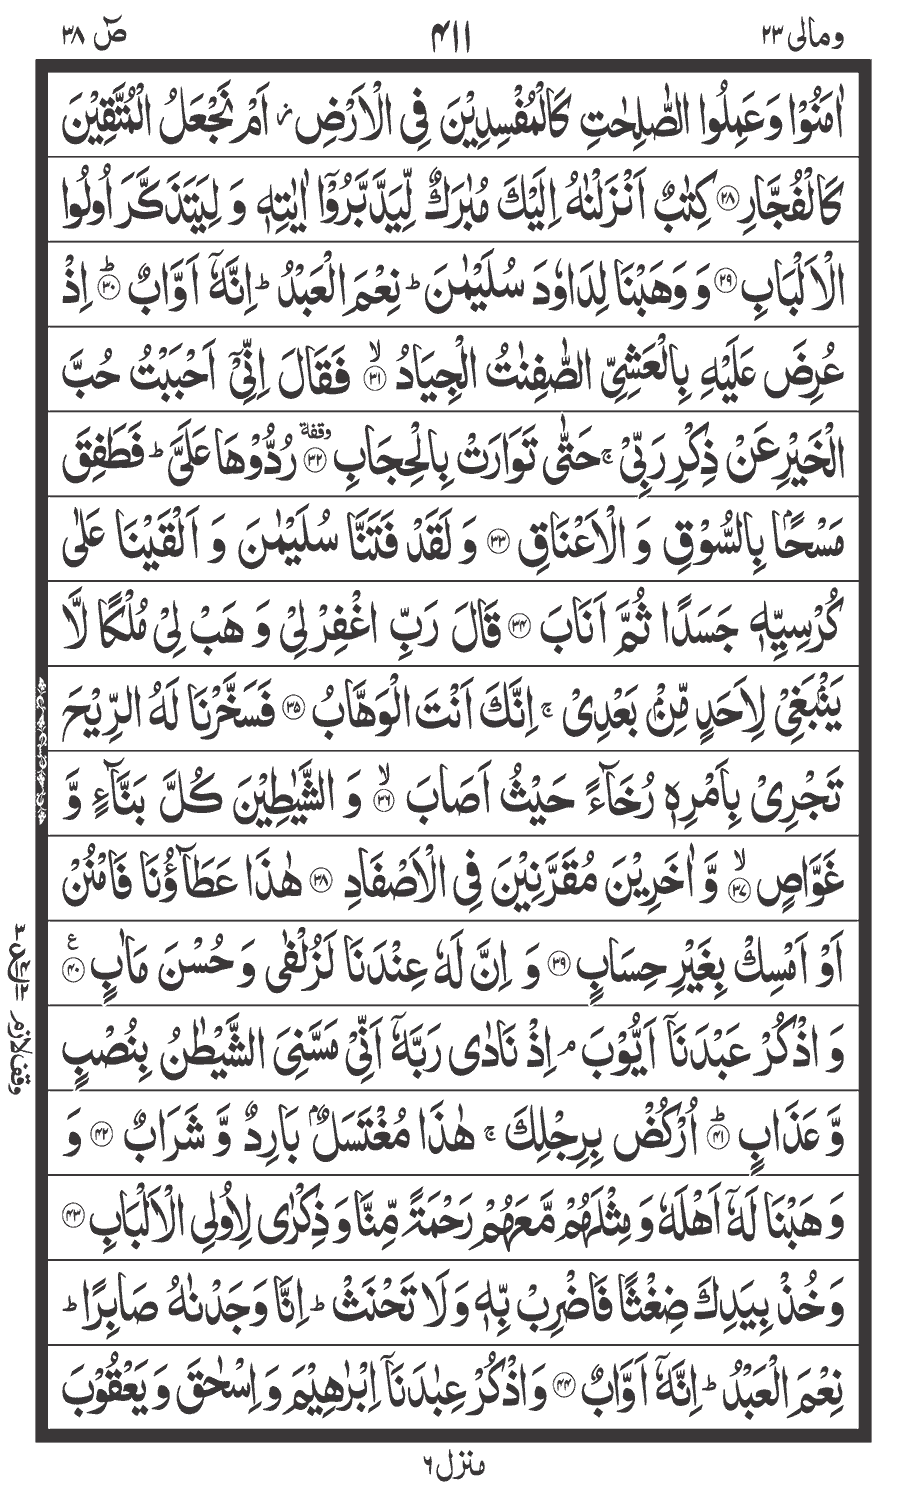 ومالی ۲۳
۴۱۱
صٓ ۳۸
اٰمَنُوْا وَ عَمِلُوا الصّٰلِحٰتِ كَالْمُفْسِدِیْنَ فِی الْاَرْضِ ز اَمْ نَجْعَلُ الْمُتَّقِیْنَ
كَالْفُجَّارِ ﴿۲۸﴾ كِتٰبٌ اَنْزَلْنٰهُ اِلَیْكَ مُبٰرَكٌ لِّیَدَّبَّرُوْۤا اٰیٰتِهٖ وَ لِیَتَذَكَّرَ اُولُوا
الْاَلْبَابِ ﴿۲۹﴾ وَ وَهَبْنَا لِدَاوٗدَ سُلَیْمٰنَ ؕ نِعْمَ الْعَبْدُ ؕ اِنَّهٗۤ اَوَّابٌ ﴿۳۰﴾ؕ اِذْ
عُرِضَ عَلَیْهِ بِالْعَشِیِّ الصّٰفِنٰتُ الْجِیَادُ ﴿۳۱﴾ۙ فَقَالَ اِنِّیْۤ اَحْبَبْتُ حُبَّ
الْخَیْرِ عَنْ ذِكْرِ رَبِّیْ ۚ حَتّٰی تَوَارَتْ بِالْحِجَابِ ﴿۳۲﴾ وقفة رُدُّوْهَا عَلَیَّ ؕ فَطَفِقَ
مَسْحًۢا بِالسُّوْقِ وَ الْاَعْنَاقِ ﴿۳۳﴾ وَ لَقَدْ فَتَنَّا سُلَیْمٰنَ وَ اَلْقَیْنَا عَلٰی
كُرْسِیِّهٖ جَسَدًا ثُمَّ اَنَابَ ﴿۳۴﴾ قَالَ رَبِّ اغْفِرْ لِیْ وَ هَبْ لِیْ مُلْكًا لَّا
یَنْۢبَغِیْ لِاَحَدٍ مِّنْۢ بَعْدِیْ ۚ اِنَّكَ اَنْتَ الْوَهَّابُ ﴿۳۵﴾ فَسَخَّرْنَا لَهُ الرِّیْحَ
تَجْرِیْ بِاَمْرِهٖ رُخَآءً حَیْثُ اَصَابَ ﴿۳۶﴾ۙ وَ الشَّیٰطِیْنَ كُلَّ بَنَّآءٍ وَّ
غَوَّاصٍ ﴿۳۷﴾ۙ وَّ اٰخَرِیْنَ مُقَرَّنِیْنَ فِی الْاَصْفَادِ ﴿۳۸﴾ هٰذَا عَطَآؤُنَا فَامْنُنْ
اَوْ اَمْسِكْ بِغَیْرِ حِسَابٍ ﴿۳۹﴾ وَ اِنَّ لَهٗ عِنْدَنَا لَزُلْفٰی وَ حُسْنَ مَاٰبٍ ﴿۴۰﴾ ع
وَ اذْكُرْ عَبْدَنَاۤ اَیُّوْبَ ۘ اِذْ نَادٰی رَبَّهٗۤ اَنِّیْ مَسَّنِیَ الشَّیْطٰنُ بِنُصْبٍ
وَّ عَذَابٍ ﴿۴۱﴾ؕ اُرْكُضْ بِرِجْلِكَ ۚ هٰذَا مُغْتَسَلٌۢ بَارِدٌ وَّ شَرَابٌ ﴿۴۲﴾ وَ
وَهَبْنَا لَهٗۤ اَهْلَهٗ وَ مِثْلَهُمْ مَّعَهُمْ رَحْمَةً مِّنَّا وَ ذِكْرٰی لِاُولِی الْاَلْبَابِ ﴿۴۳﴾
وَ خُذْ بِیَدِكَ ضِغْثًا فَاضْرِبْ بِّهٖ وَ لَا تَحْنَثْ ؕ اِنَّا وَجَدْنٰهُ صَابِرًا ؕ
نِعْمَ الْعَبْدُ ؕ اِنَّهٗۤ اَوَّابٌ ﴿۴۴﴾ وَ اذْكُرْ عِبٰدَنَاۤ اِبْرٰهِیْمَ وَ اِسْحٰقَ وَ یَعْقُوْبَ
وقف لازم
منزل ۶